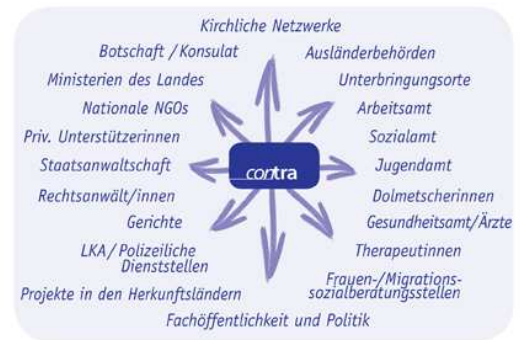 Kirchliche Netzwerke
Botschaft / Konsulat
Ausländerbehörden
Ministerien des Landes
Unterbringungsorte
Nationale NGOs
Arbeitsamt
Priv. Unterstützerinnen
Sozialamt
Staatsanwaltschaft
contra
Jugendamt
Rechtsanwält/innen
Dolmetscherinnen
Gerichte
Gesundheitsamt/Ärzte
LKA / Polizeiliche
Dienststellen
Therapeutinnen
Frauen-/Migrations-
sozialberatungsstellen
Projekte in den Herkunftsländern
Fachöffentlichkeit und Politik